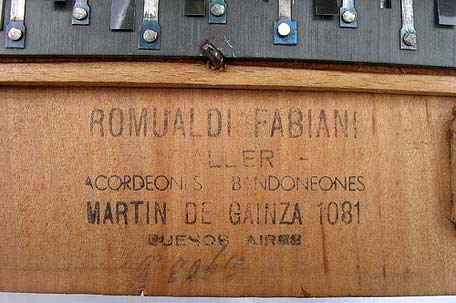 ROMUALDI FABIANI
TALLER -
ACORDEONES BANDONEONES
MARTIN DE GAINZA 1081
BUENOS AIRES